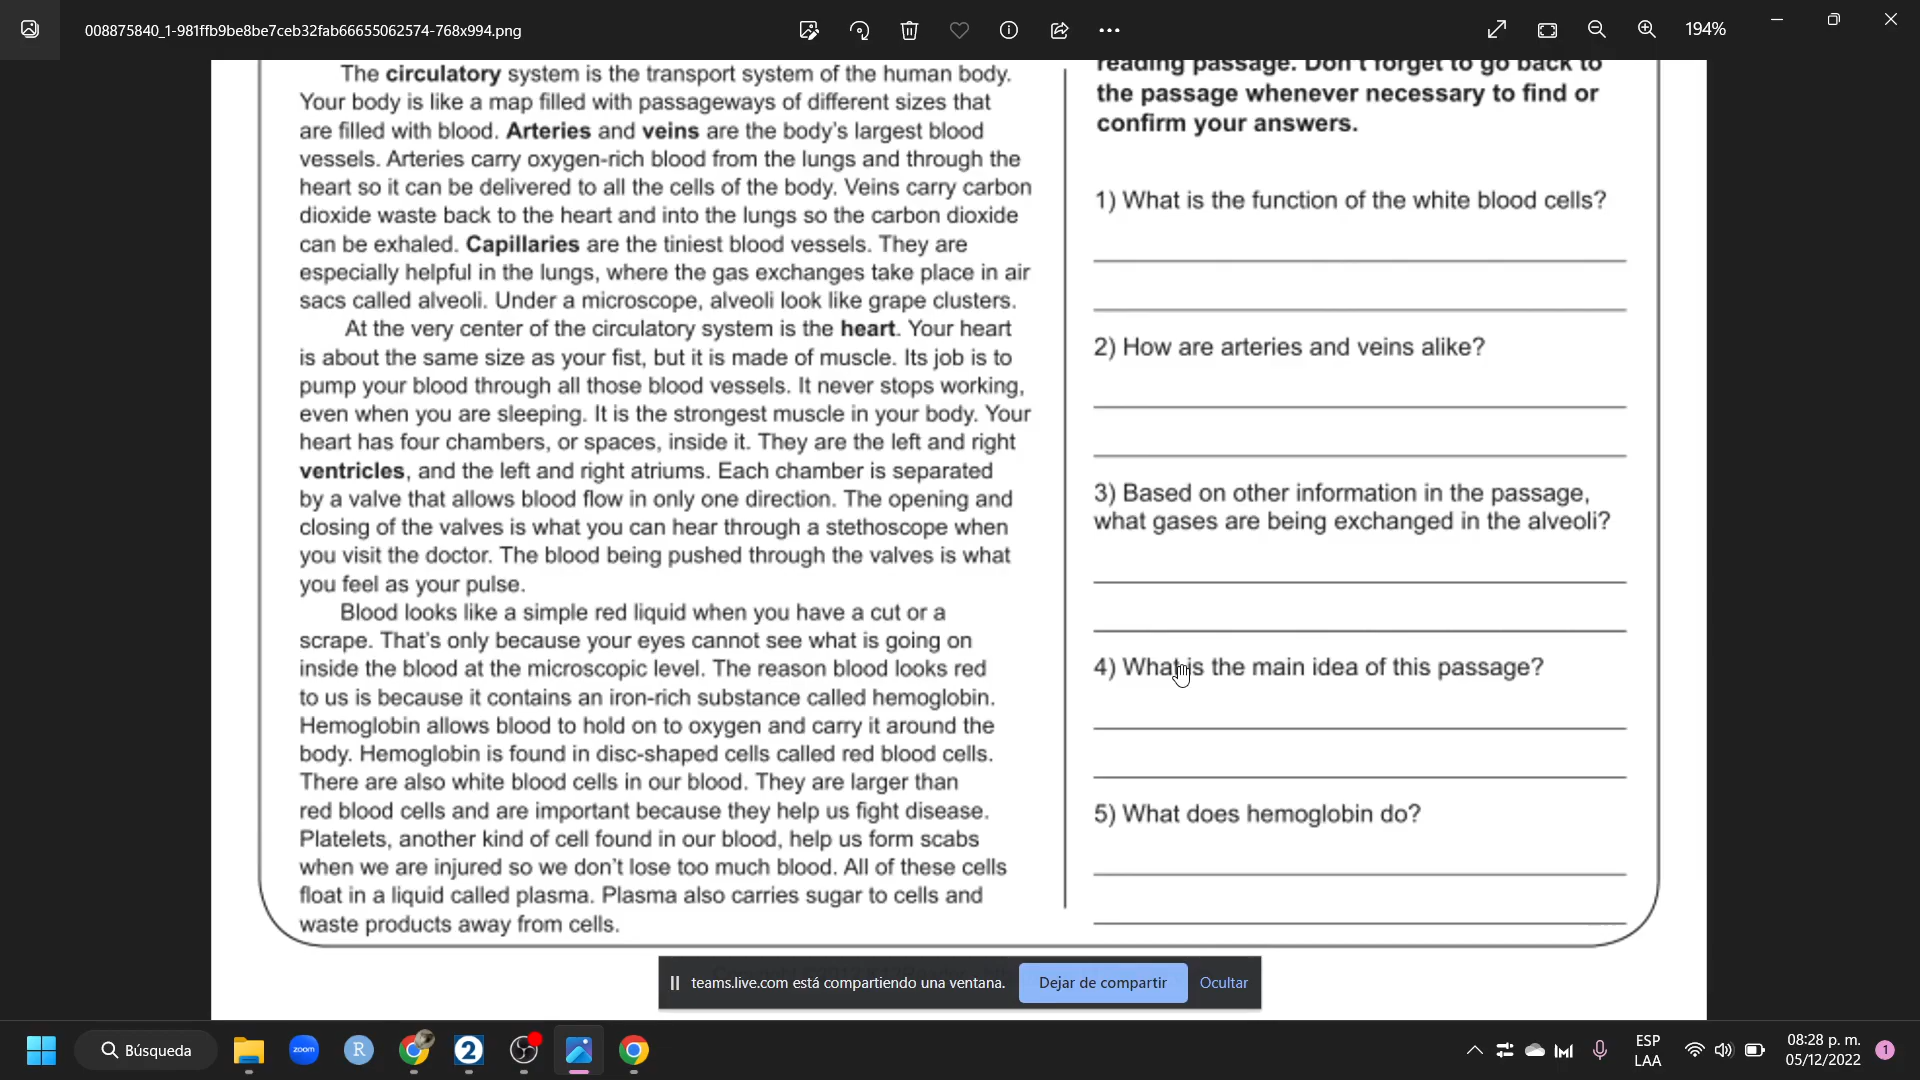 008875840_1-981ffb9be8be7ceb32fab66655062574-768x994.png
194%
The circulatory system is the transport system of the human body.
Your body is like a map filled with passageways of different sizes that
are filled with blood. Arteries and veins are the body's largest blood
vessels. Arteries carry oxygen-rich blood from the lungs and through the
heart so it can be delivered to all the cells of the body. Veins carry carbon
dioxide waste back to the heart and into the lungs so the carbon dioxide
can be exhaled. Capillaries are the tiniest blood vessels. They are
especially helpful in the lungs, where the gas exchanges take place in air
sacs called alveoli. Under a microscope, alveoli look like grape clusters.
At the very center of the circulatory system is the heart. Your heart
is about the same size as your fist, but it is made of muscle. Its job is to
pump your blood through all those blood vessels. It never stops working,
even when you are sleeping. It is the strongest muscle in your body. Your
heart has four chambers, or spaces, inside it. They are the left and right
ventricles, and the left and right atriums. Each chamber is separated
by a valve that allows blood flow in only one direction. The opening and
closing of the valves is what you can hear through a stethoscope when
you visit the doctor. The blood being pushed through the valves is what
you feel as your pulse.
Blood looks like a simple red liquid when you have a cut or a
scrape. That's only because your eyes cannot see what is going on
inside the blood at the microscopic level. The reason blood looks red
to us is because it contains an iron-rich substance called hemoglobin.
Hemoglobin allows blood to hold on to oxygen and carry it around the
body. Hemoglobin is found in disc-shaped cells called red blood cells.
There are also white blood cells in our blood. They are larger than
red blood cells and are important because they help us fight disease.
Platelets, another kind of cell found in our blood, help us form scabs
when we are injured so we don't lose too much blood. All of these cells
float in a liquid called plasma. Plasma also carries sugar to cells and
waste products away from cells.
reading passage. Don't forget to go back to
the passage whenever necessary to find or
confirm your answers.
1) What is the function of the white blood cells?
2) How are arteries and veins alike?
3) Based on other information in the passage,
what gases are being exchanged in the alveoli?
4) What is the main idea of this passage?
5) What does hemoglobin do?
teams.live.com está compartiendo una ventana.
Dejar de compartir
Ocultar
Búsqueda
zoom
R
2
ESP
LAA
08:28 p. m.
05/12/2022
1